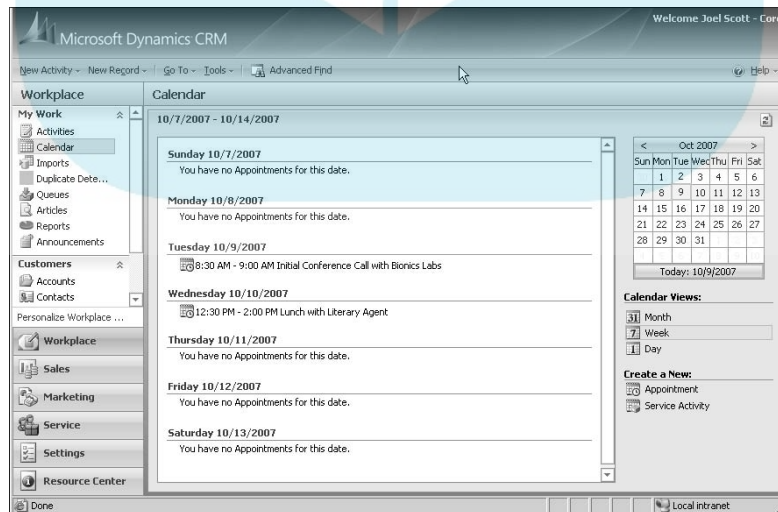 Welcome Joel Scott - Coro
Microsoft Dynamics CRM
New Activity - New Record - Go To - Tools - Advanced Find Help
Workplace Calendar
My Work
Activities
Calendar
Imports
Duplicate Dete...
Queues
Articles
Reports
Announcements
Customers
Accounts
Contacts
Personalize Workplace ...
Workplace
Sales
Marketing
Service
Settings
Resource Center
10/7/2007 - 10/14/2007
Sunday 10/7/2007
You have no Appointments for this date.
Monday 10/8/2007
You have no Appointments for this date.
Tuesday 10/9/2007
8:30 AM - 9:00 AM Initial Conference Call with Bionics Labs
Wednesday 10/10/2007
12:30 PM - 2:00 PM Lunch with Literary Agent
Thursday 10/11/2007
You have no Appointments for this date.
Friday 10/12/2007
You have no Appointments for this date.
Saturday 10/13/2007
You have no Appointments for this date.
< Oct 2007 >
Sun Mon Tue Wec Thu Fri Sat
1 2 3 4 5 6
7 8 9 10 11 12 13
14 15 16 17 18 19 20
21 22 23 24 25 26 27
28 29 30 31
Today: 10/9/2007
Calendar Views:
31 Month
7 Week
1 Day
Create a New:
Appointment
Service Activity
Done Local intranet